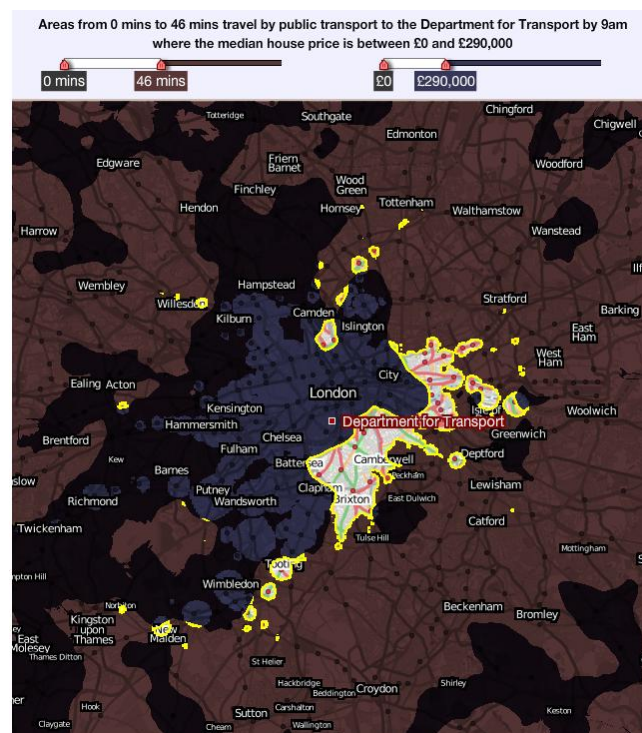 Areas from 0 mins to 46 mins travel by public transport to the Department for Transport by 9am
where the median house price is between £0 and £290,000
0 mins
46 mins
£0
£290,000
Totteridge
Southgate
Chingford
Edmonton
Chigwell
Edgware
Friern
Barnet
Woodford
Finchley
Wood
Green
Hendon
Hornsey
Tottenham
Walthamstow
Harrow
Wanstead
Wembley
Hampstead
Willesden
Kilburn
Camden
Islington
Stratford
Barking
East
Ham
West
Ham
City
Ealing
Acton
London
Kensington
Hammersmith
Isle of
Department for Transport
Woolwich
Greenwich
Brentford
Chelsea
Fulham
Kew
Barnes
Battersea
Camberwell
Deptford
Peckham
Putney
Wandsworth
Clapham
Brixton
East Dulwich
Lewisham
Richmond
Twickenham
Catford
Tulse Hill
Mottingham
Tooting
Wimbledon
mpton Hill
Norbiton
Beckenham
Bromley
Kingston
upon
Thames
New
Malden
East
Molesey
Thames Ditton
St Helier
Hackbridge
Beddington
Croydon
Shirley
Hook
Carshalton
Sutton
Keston
Claygate
Cheam
Wallington